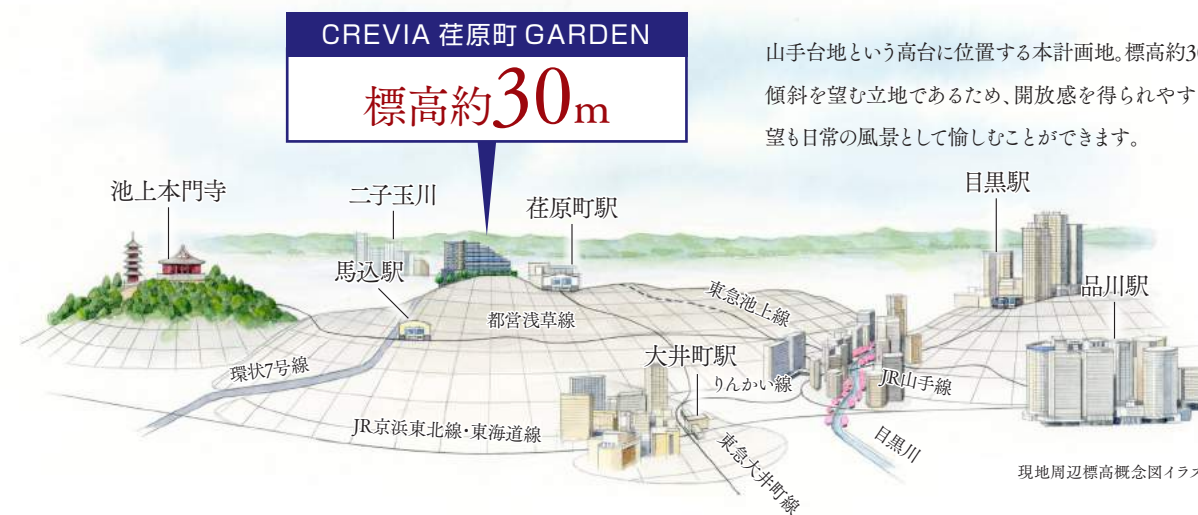 CREVIA 荏原町 GARDEN
標高約30m
山手台地という高台に位置する本計画地。標高約30
傾斜を望む立地であるため、開放感を得られやす
望も日常の風景として愉しむことができます。
池上本門寺
二子玉川
荏原町駅
目黒駅
馬込駅
品川駅
東急池上線
都営浅草線
大井町駅
環状7号線
りんかい線
JR山手線
JR京浜東北線・東海道線
目黒川
東急大井町線
現地周辺標高概念図イラス